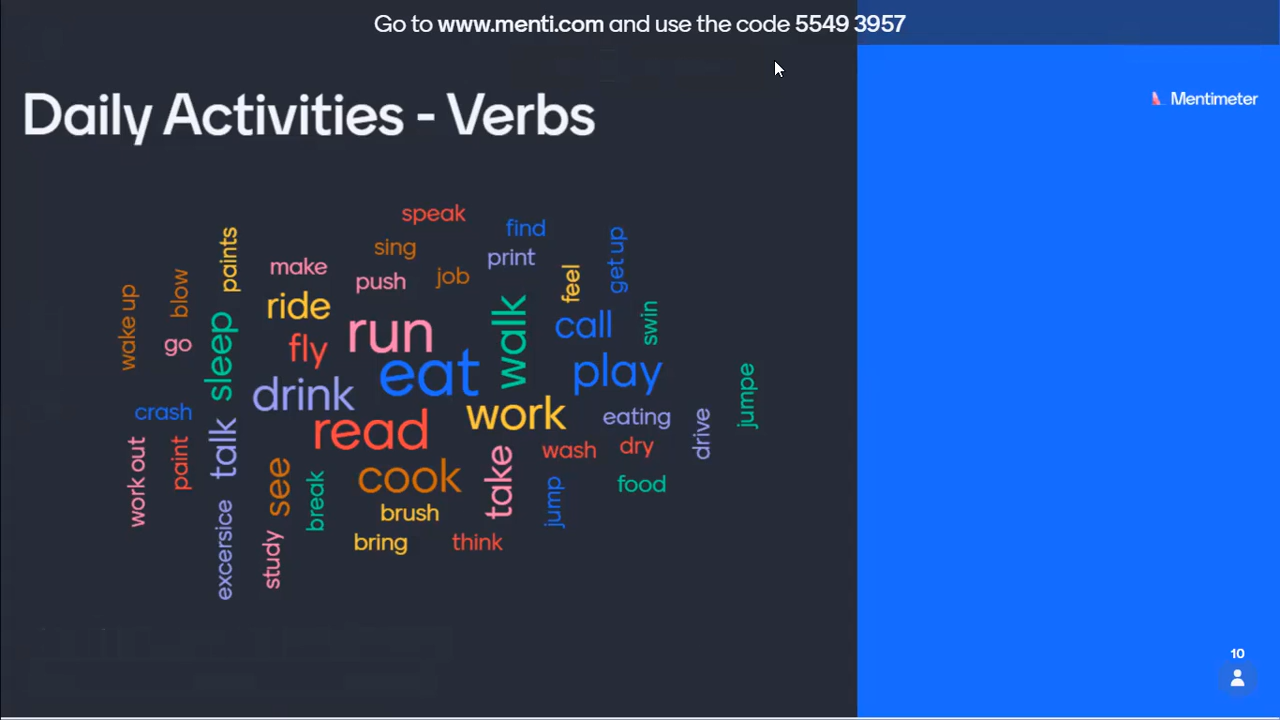 Go to www.menti.com and use the code 5549 3957
Mentimeter
Daily Activities - Verbs
speak
find
sing
print
paints
make
push
job
feel
get up
wake up
blow
ride
run
walk
call
swin
go
sleep
fly
eat
play
drink
crash
read
work
eating
drive
jumpe
work out
paint
talk
see
break
cook
take
wash
dry
jump
food
brush
excersice
study
bring
think
10